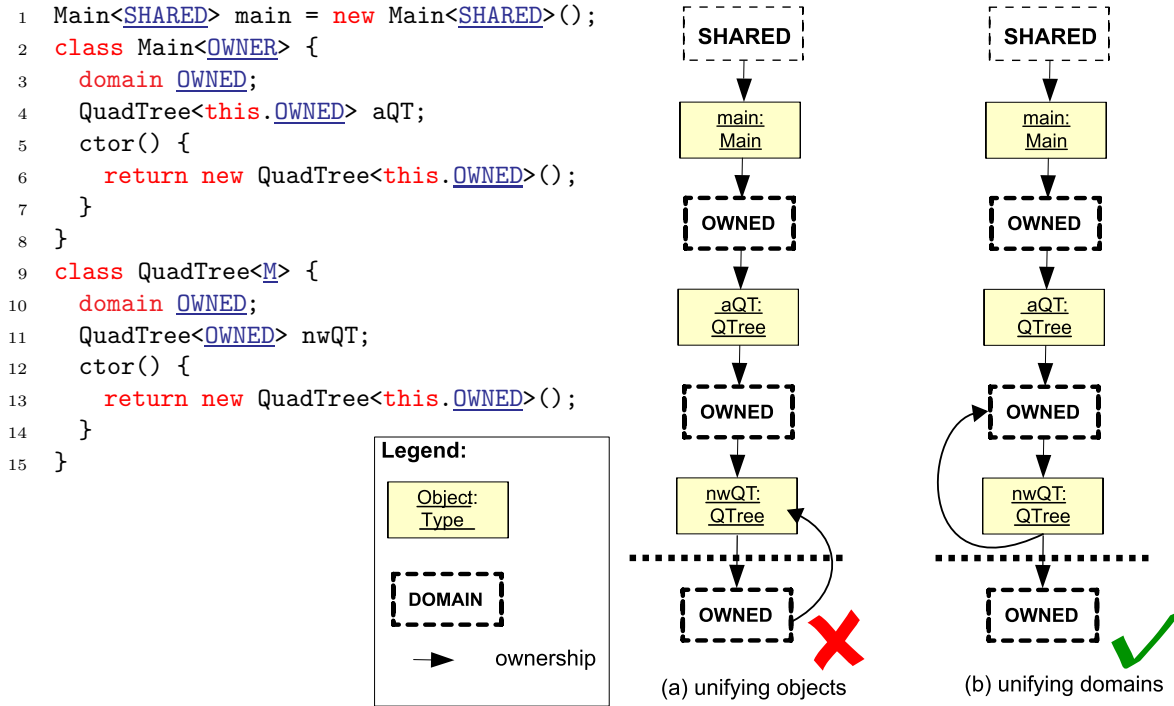 1 Main<SHARED> main = new Main<SHARED>();
2 class Main<OWNER> {
3 domain OWNED;
4 QuadTree<this.OWNED> aQT;
5 ctor() {
6 return new QuadTree<this.OWNED>();
7 }
8 }
9 class QuadTree<M> {
10 domain OWNED;
11 QuadTree<OWNED> nwQT;
12 ctor() {
13 return new QuadTree<this.OWNED>();
14 }
15 }
Legend:
Object:
Type
DOMAIN
ownership
SHARED
main:
Main
OWNED
aQT:
QTree
OWNED
nwQT:
QTree
OWNED
(a) unifying objects
SHARED
main:
Main
OWNED
aQT:
QTree
OWNED
nwQT:
QTree
OWNED
(b) unifying domains